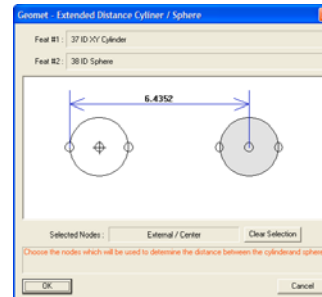 Geomet - Extended Distance Cyliner / Sphere
Feat #1 : 37 ID XY Cylinder
Feat #2 : 38 ID Sphere
6.4352
Selected Nodes : External / Center Clear Selection
Choose the nodes which will be used to determine the distance between the cylinderand sphere
OK Cancel